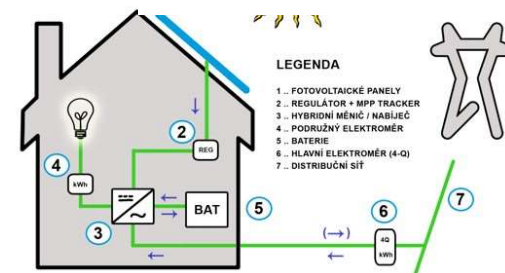 LEGENDA
1 .. FOTOVOLTAICKÉ PANELY
2 .. REGULÁTOR + MPP TRACKER
3 .. HYBRIDNÍ MĚNIČ / NABÍJEČ
4 .. PODRUŽNÝ ELEKTROMĚR
5 .. BATERIE
6 .. HLAVNÍ ELEKTROMĚR (4-Q)
7 .. DISTRIBUČNÍ SÍŤ
2
REG
4
kWh
3
BAT
5
6
4Q
kWh
7